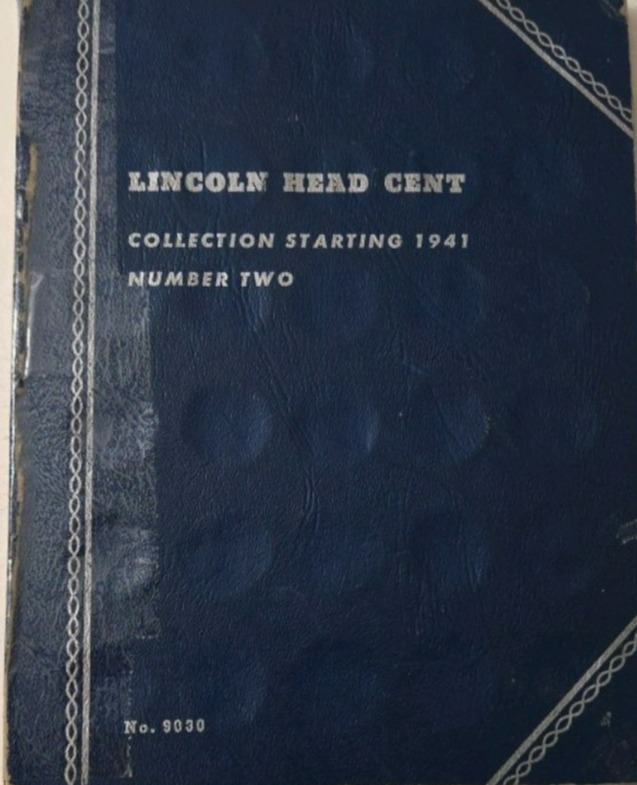 LINCOLN HEAD CENT
COLLECTION STARTING 1941
NUMBER TWO
No. 9030